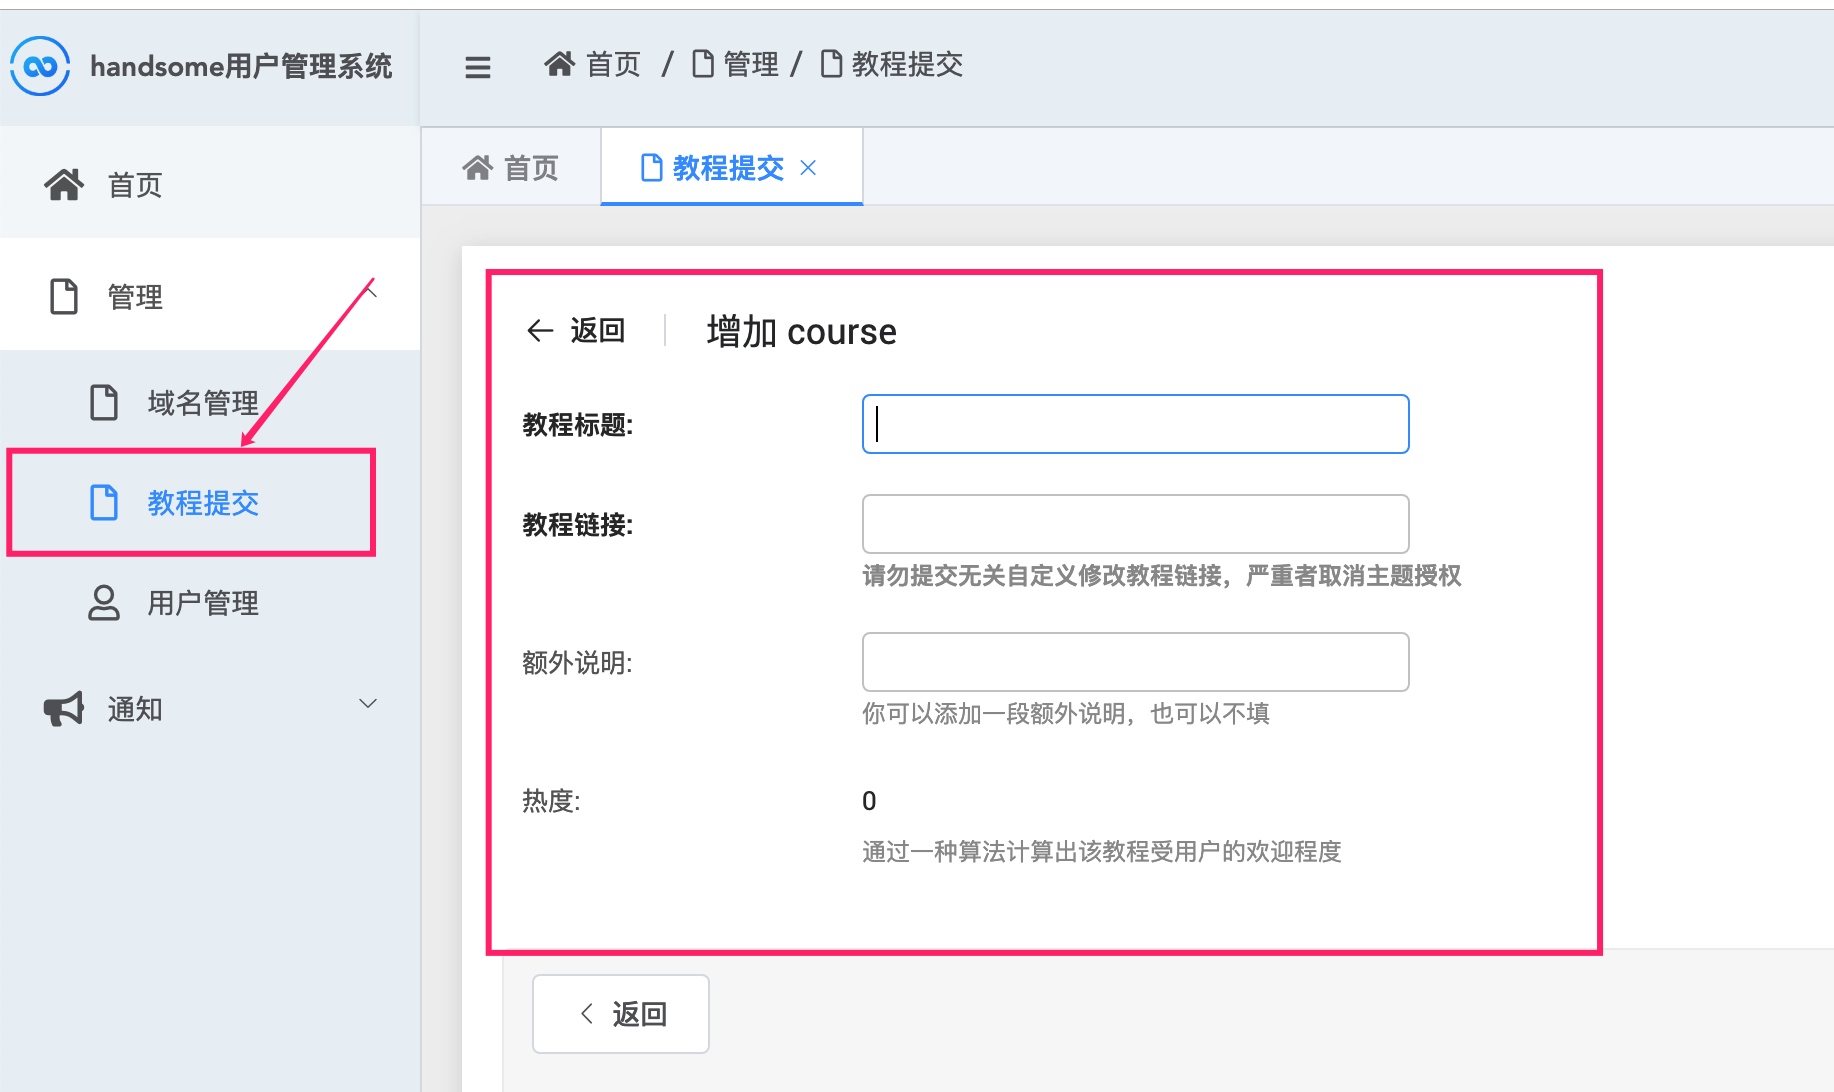 handsome用户管理系统
首页 / 管理 / 教程提交
首页
管理
域名管理
教程提交
用户管理
通知
首页
教程提交
返回
增加 course
教程标题:
教程链接:
请勿提交无关自定义修改教程链接，严重者取消主题授权
额外说明:
你可以添加一段额外说明，也可以不填
热度:
0
通过一种算法计算出该教程受用户的欢迎程度
返回